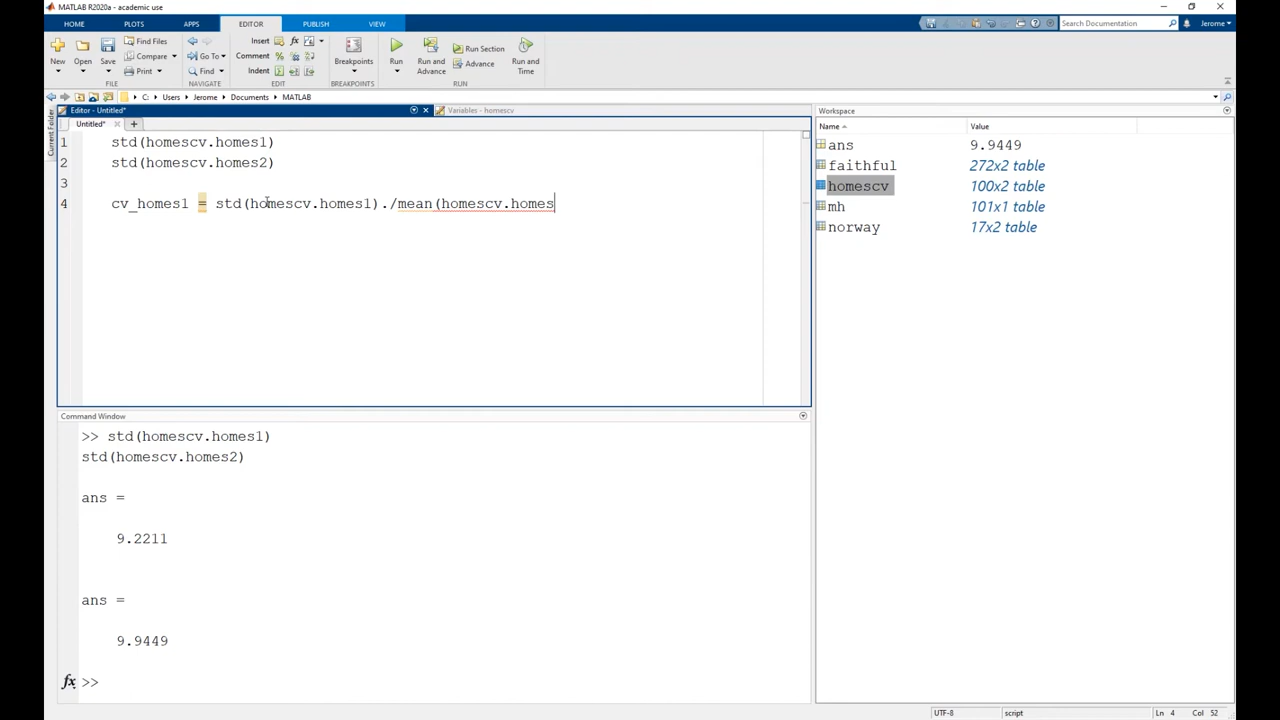 MATLAB R2020a - academic use
HOME PLOTS APPS EDITOR PUBLISH VIEW
Search Documentation Jerome
New Open Save Find Files Compare Print Go To Find Insert fx Comment % Indent Breakpoints Run Run and Advance Run Section Advance Run and Time
FILE NAVIGATE EDIT BREAKPOINTS RUN
C: Users Jerome Documents MATLAB
Current Folder
Editor - Untitled* Variables - homescv
Untitled* +
1 std(homescv.homes1)
2 std(homescv.homes2)
3
4 cv_homes1 = std(homescv.homes1)./mean(homescv.homes
Command Window
>> std(homescv.homes1)
std(homescv.homes2)
ans =
9.2211
ans =
9.9449
fx >>
Workspace
Name Value
ans 9.9449
faithful 272x2 table
homescv 100x2 table
mh 101x1 table
norway 17x2 table
UTF-8 script Ln 4 Col 52